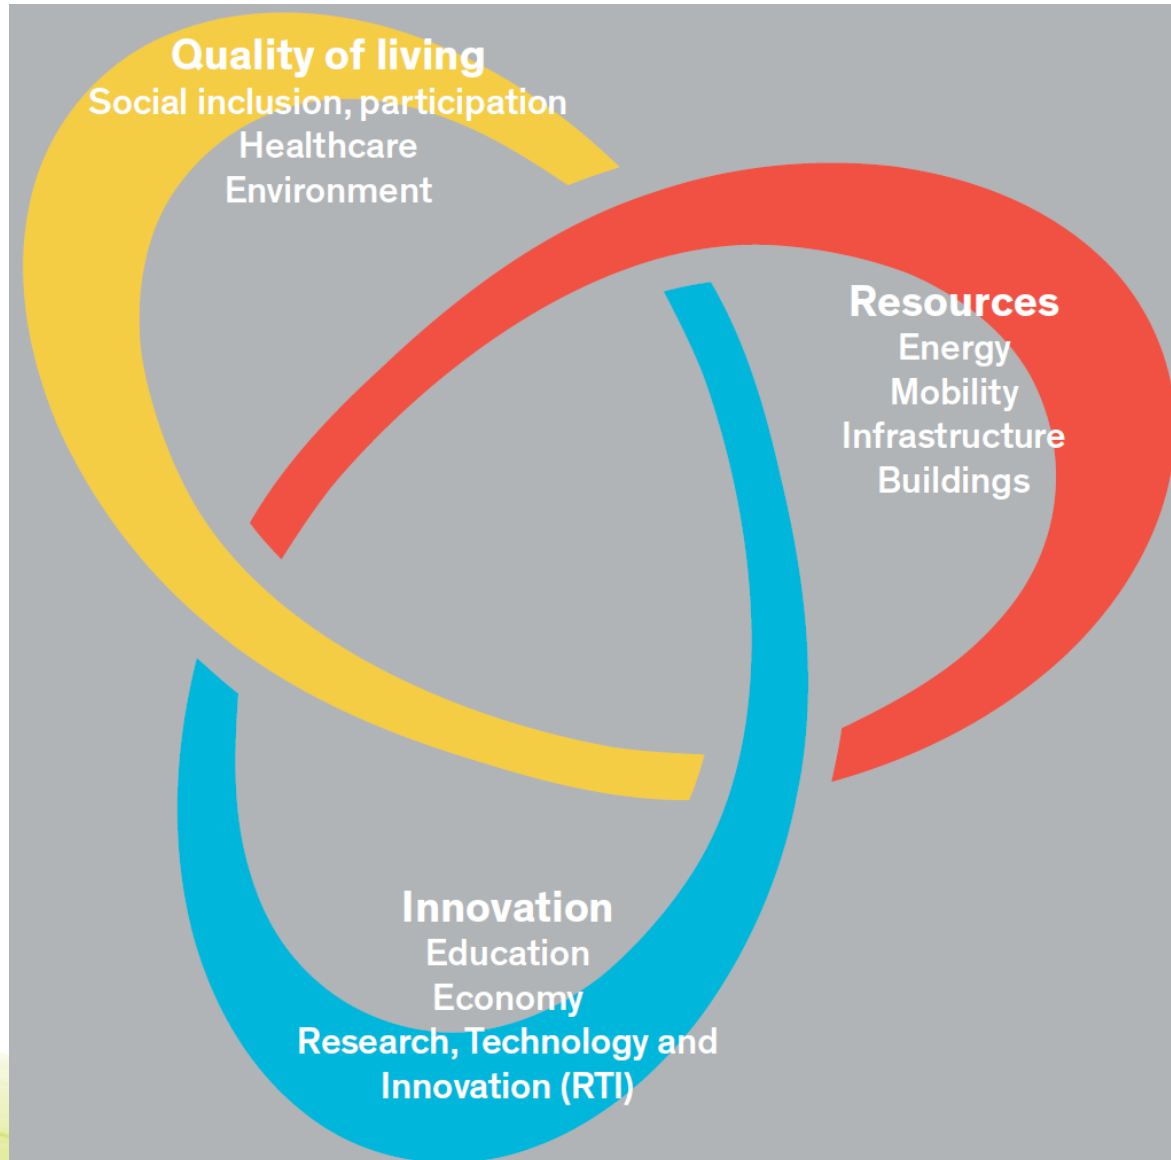 Quality of living
Social inclusion, participation
Healthcare
Environment
Resources
Energy
Mobility
Infrastructure
Buildings
Innovation
Education
Economy
Research, Technology and
Innovation (RTI)